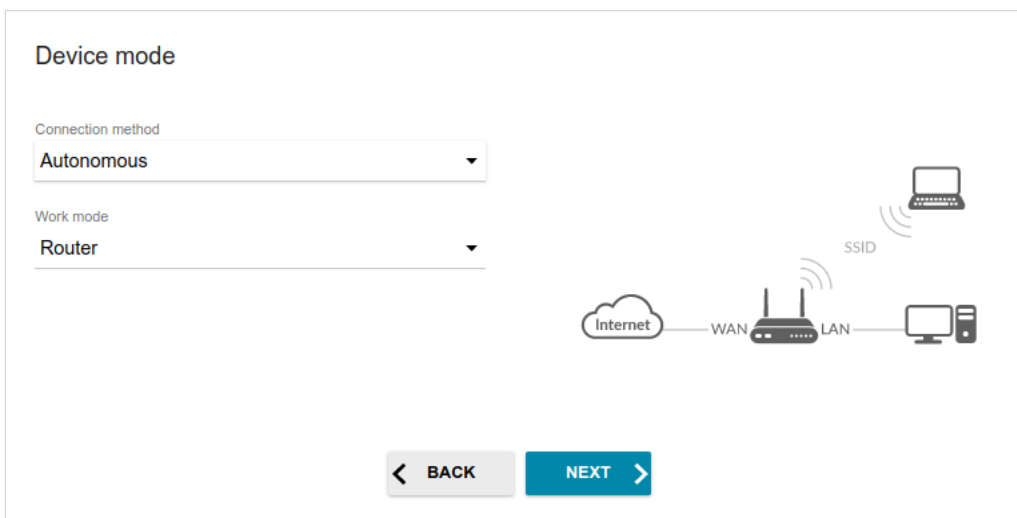 Device mode
Connection method
Autonomous
Work mode
Router
SSID
Internet
WAN
LAN
BACK
NEXT